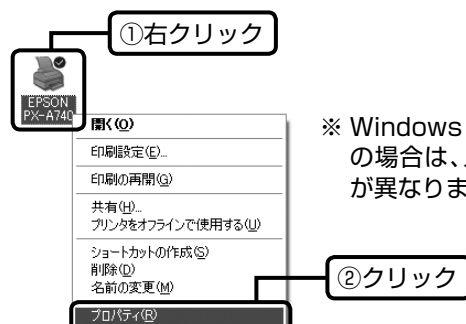 ①右クリック
EPSON
PX-A740
開く(O)
印刷設定(E)...
印刷の再開(G)
共有(H)...
プリンタをオフラインで使用する(U)
ショートカットの作成(S)
削除(D)
名前の変更(M)
プロパティ(R)
※ Windows
の場合は、
が異なりま
②クリック